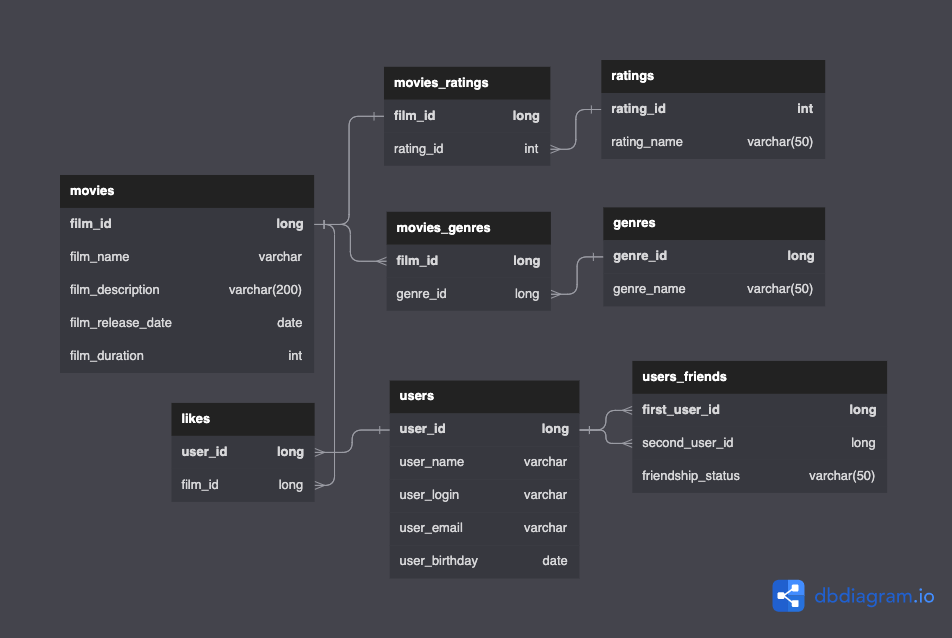 movies_ratings
film_id long
rating_id int
ratings
rating_id int
rating_name varchar(50)
movies
film_id long
film_name varchar
film_description varchar(200)
film_release_date date
film_duration int
movies_genres
film_id long
genre_id long
genres
genre_id long
genre_name varchar(50)
likes
user_id long
film_id long
users
user_id long
user_name varchar
user_login varchar
user_email varchar
user_birthday date
users_friends
first_user_id long
second_user_id long
friendship_status varchar(50)
dbdiagram.io